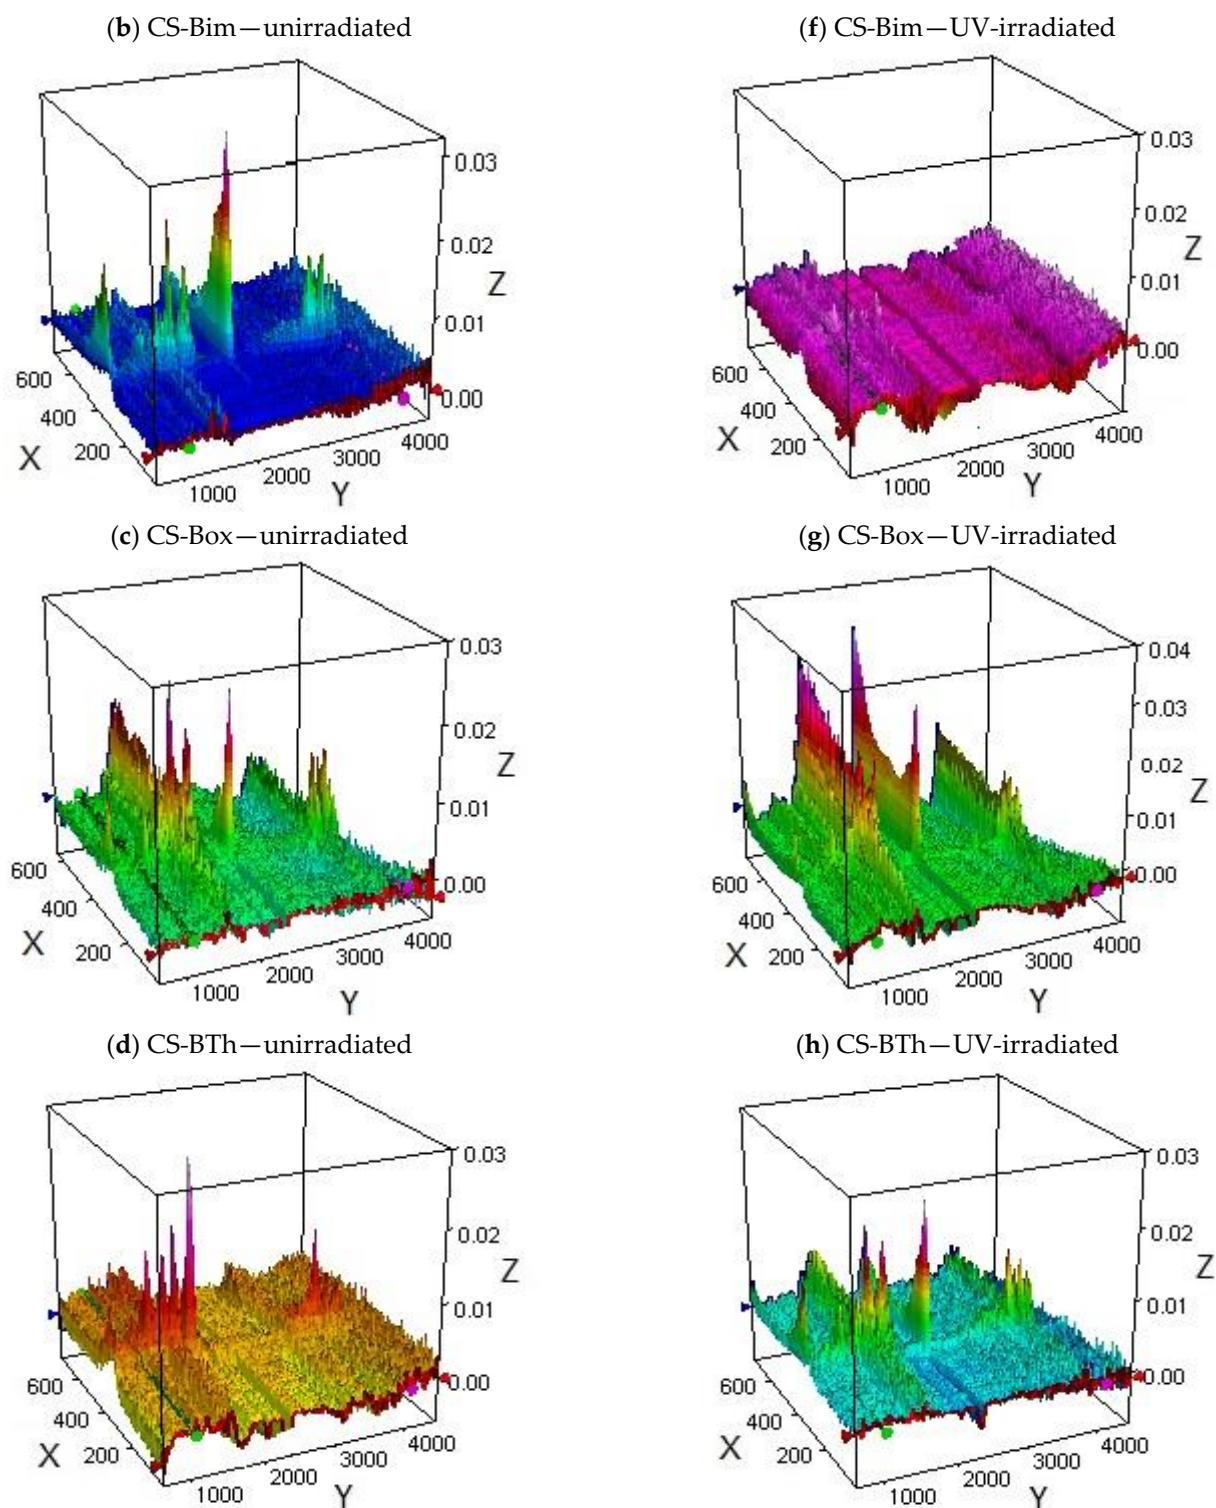 (b) CS-Bim—unirradiated
0.03
0.02
Z
0.01
0.00
600
400
200
X
1000
2000
3000
4000
Y
(f) CS-Bim—UV-irradiated
0.03
0.02
Z
0.01
0.00
600
400
200
X
1000
2000
3000
4000
Y
(c) CS-Box—unirradiated
0.03
0.02
Z
0.01
0.00
600
400
200
X
1000
2000
3000
4000
Y
(g) CS-Box—UV-irradiated
0.04
0.03
0.02
Z
0.01
0.00
600
400
200
X
1000
2000
3000
4000
Y
(d) CS-BTh—unirradiated
0.03
0.02
Z
0.01
0.00
600
400
200
X
1000
2000
3000
4000
Y
(h) CS-BTh—UV-irradiated
0.03
0.02
Z
0.01
0.00
600
400
200
X
1000
2000
3000
4000
Y